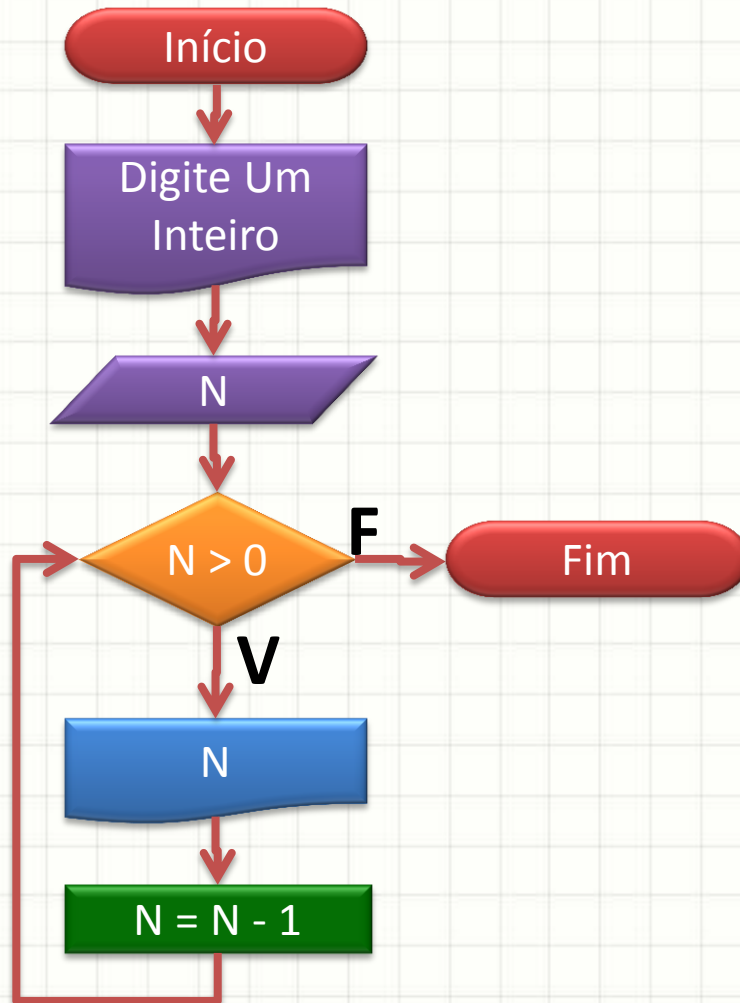 Início
Digite Um
Inteiro
N
N > 0
F
Fim
V
N
N = N - 1